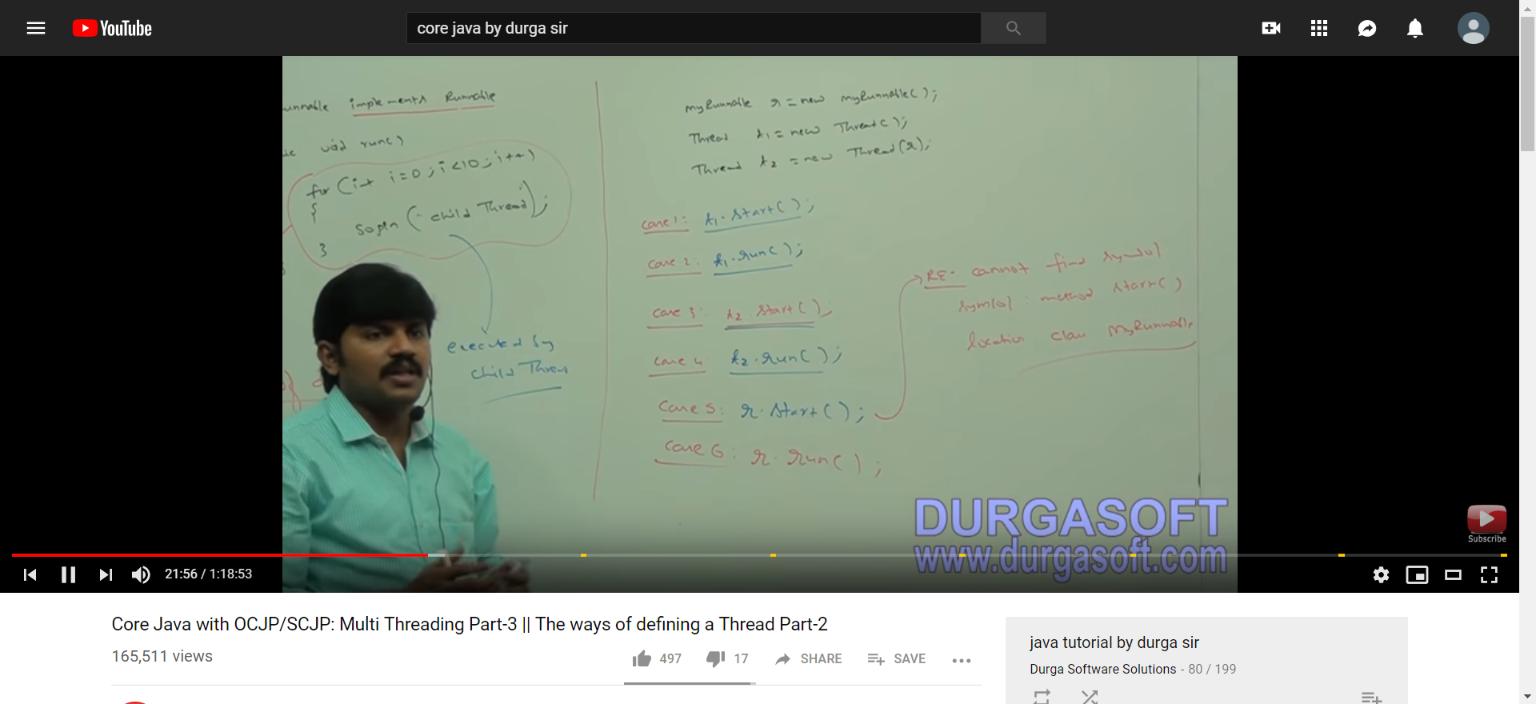 YouTube
core java by durga sir
unnable implements Runnable
void run()
for (int i=0; i<10; i++)
{
Sopln("child Thread");
}
executed by
child Thread
MyRunnable r = new MyRunnable();
Thread t1 = new Thread();
Thread t2 = new Thread(r);
Case 1: t1.start();
Case 2: t1.run();
Case 3: t2.start();
Case 4: t2.run();
Case 5: r.start();
Case 6: r.run();
cannot find symbol
symbol: method start()
location class MyRunnable
DURGASOFT
www.durgasoft.com
Subscribe
21:56 / 1:18:53
Core Java with OCJP/SCJP: Multi Threading Part-3 || The ways of defining a Thread Part-2
165,511 views
497
17
SHARE
SAVE
java tutorial by durga sir
Durga Software Solutions - 80 / 199